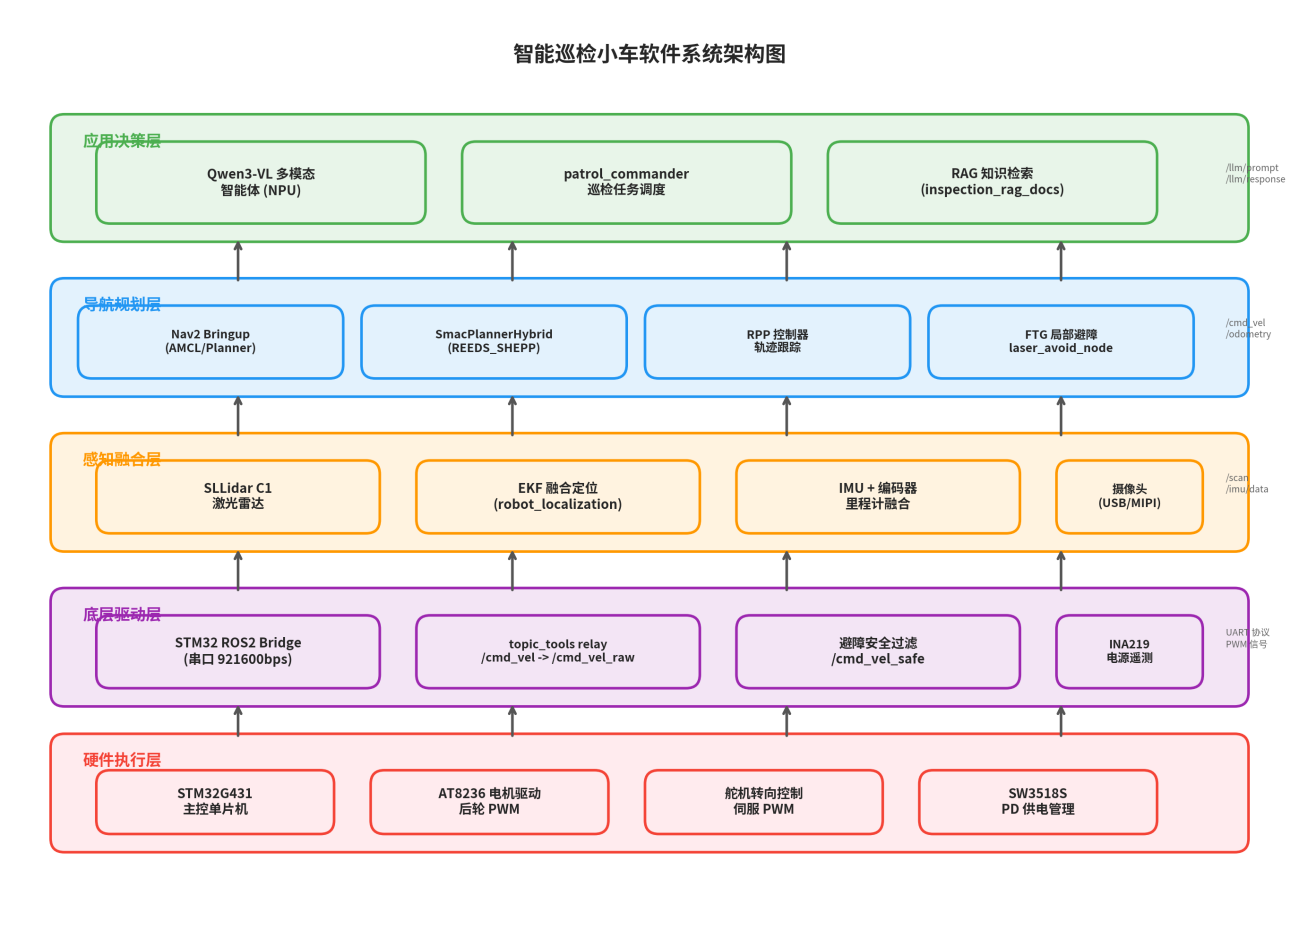 智能巡检小车软件系统架构图
应用决策层
Qwen3-VL 多模态
智能体 (NPU)
patrol_commander
巡检任务调度
RAG 知识检索
(inspection_rag_docs)
/llm/prompt
/llm/response
导航规划层
Nav2 Bringup
(AMCL/Planner)
SmacPlannerHybrid
(REEDS_SHEPP)
RPP 控制器
轨迹跟踪
FTG 局部避障
laser_avoid_node
/cmd_vel
/odometry
感知融合层
SLLidar C1
激光雷达
EKF 融合定位
(robot_localization)
IMU + 编码器
里程计融合
摄像头
(USB/MIPI)
/scan
/imu/data
底层驱动层
STM32 ROS2 Bridge
(串口 921600bps)
topic_tools relay
/cmd_vel -> /cmd_vel_raw
避障安全过滤
/cmd_vel_safe
INA219
电源遥测
UART 协议
PWM 信号
硬件执行层
STM32G431
主控单片机
AT8236 电机驱动
后轮 PWM
舵机转向控制
伺服 PWM
SW3518S
PD 供电管理